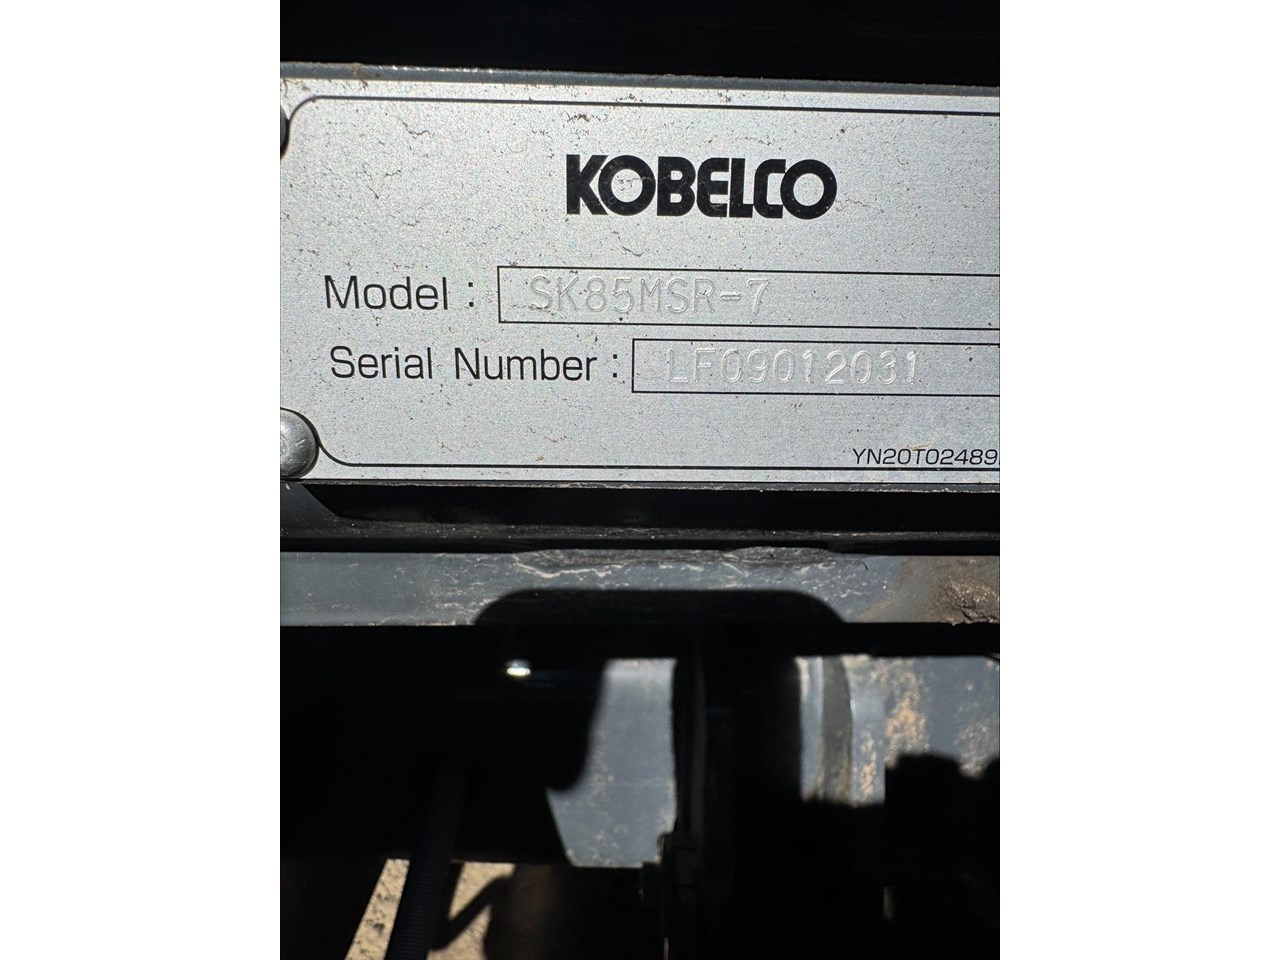 KOBELCO
Model : SK85MSR-7
Serial Number : LF09012031
YN20T02489